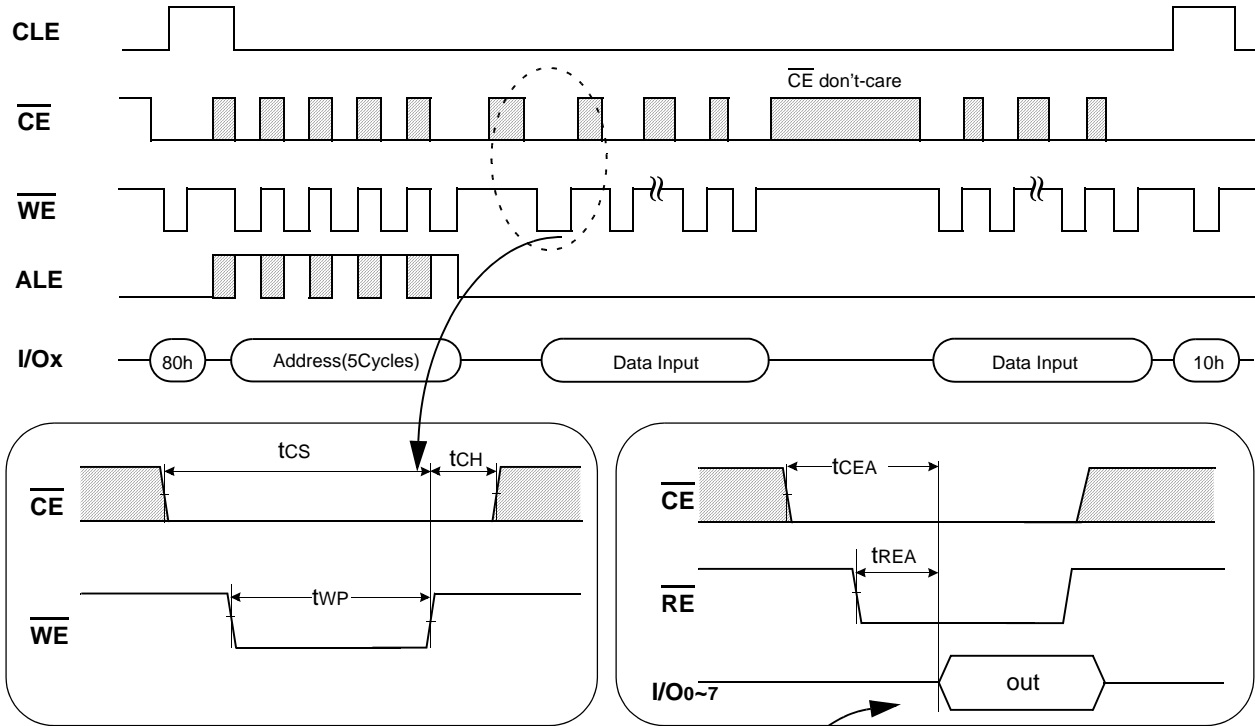 CLE
CE don't-care
CE
WE
ALE
I/Ox
80h
Address(5Cycles)
Data Input
Data Input
10h
tCS
tCH
CE
tWP
WE
tCEA
CE
tREA
RE
I/O0~7
out